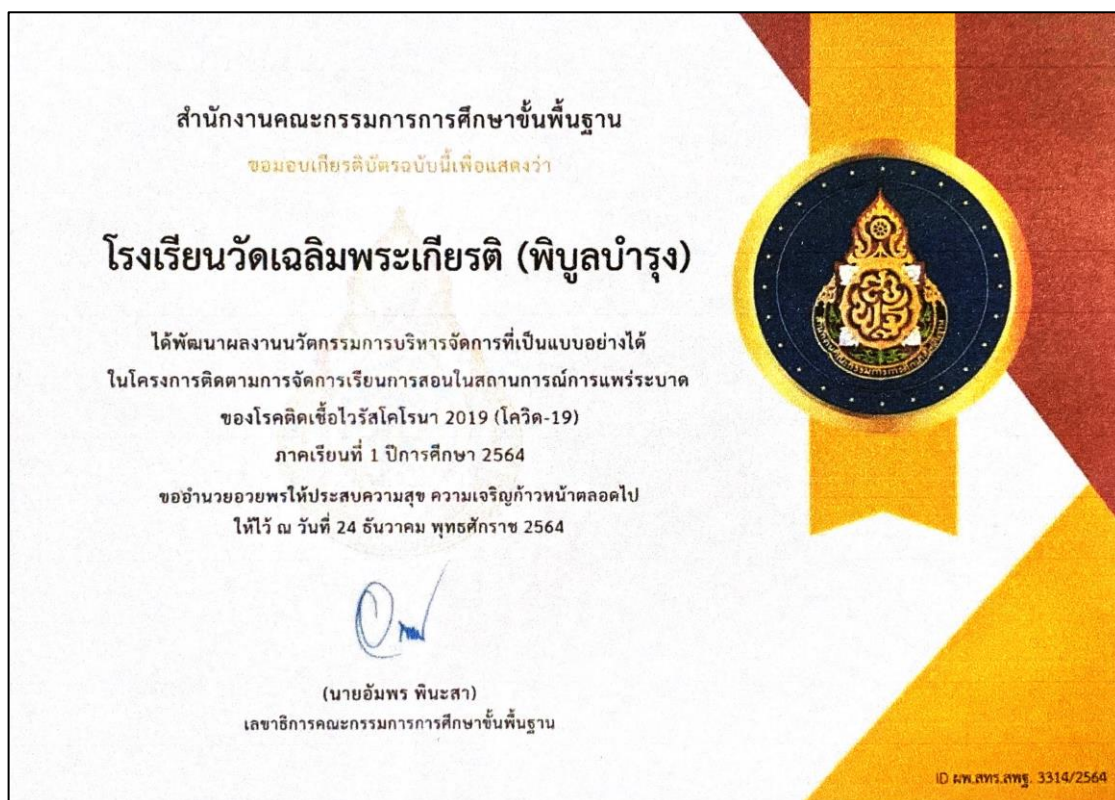 สำนักงานคณะกรรมการการศึกษาขั้นพื้นฐาน
ขอมอบเกียรติบัตรฉบับนี้เพื่อแสดงว่า
โรงเรียนวัดเฉลิมพระเกียรติ (พิบูลบำรุง)
ได้พัฒนาผลงานนวัตกรรมการบริหารจัดการที่เป็นแบบอย่างได้
ในโครงการติดตามการจัดการเรียนการสอนในสถานการณ์การแพร่ระบาด
ของโรคติดเชื้อไวรัสโคโรนา 2019 (โควิด-19)
ภาคเรียนที่ 1 ปีการศึกษา 2564
ขออำนวยอวยพรให้ประสบความสุข ความเจริญก้าวหน้าตลอดไป
ให้ไว้ ณ วันที่ 24 ธันวาคม พุทธศักราช 2564
(นายอัมพร พินะสา)
เลขาธิการคณะกรรมการการศึกษาขั้นพื้นฐาน
ID ผพ.สทร.สพฐ. 3314/2564